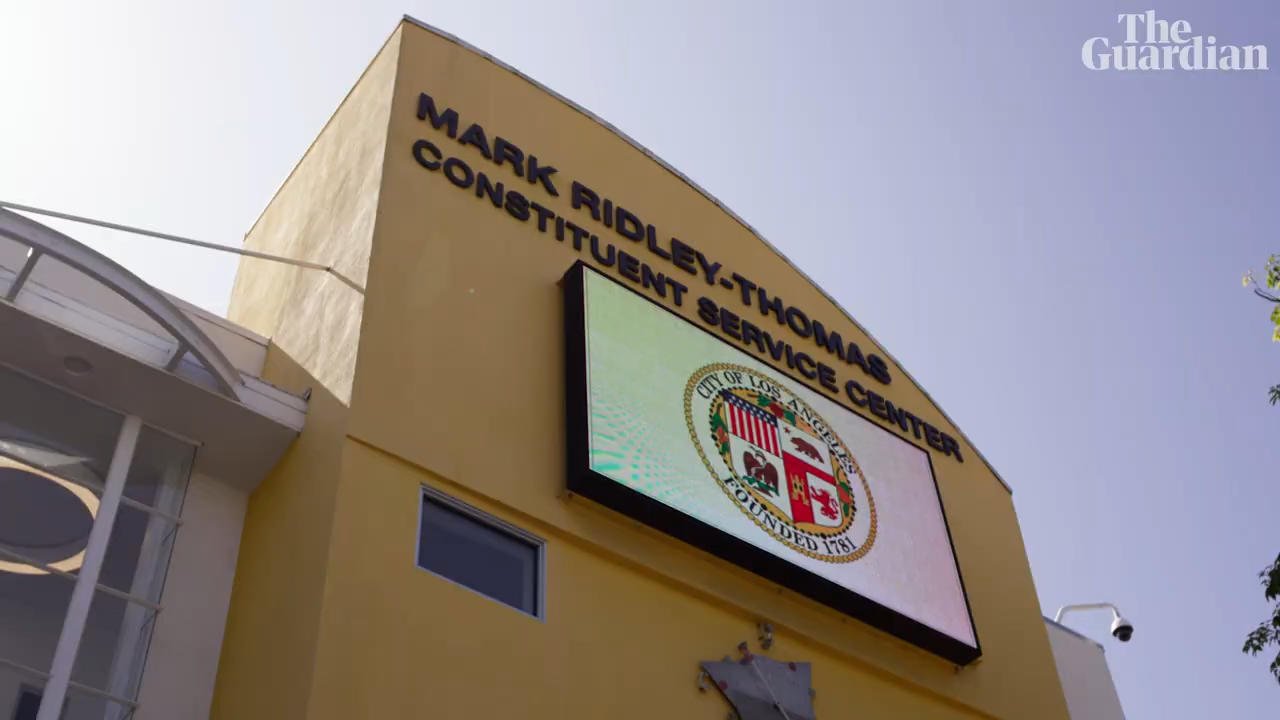 The
Guardian
MARK RIDLEY-THOMAS
CONSTITUENT SERVICE CENTER
CITY OF LOS ANGELES
FOUNDED 1781